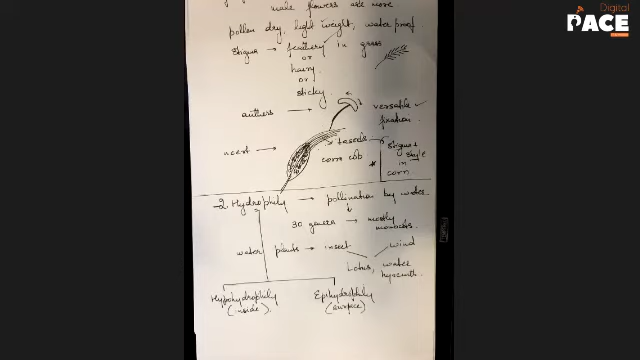 Digital
PACE
make flowers are more
pollen dry, light weight, water proof
stigma → feathery in grass
or
hairy
or
sticky
anthers → versatile ✓
fixation
ncert → tassels → stigma &
corn cob style
in
corn
2 Hydrophily → pollination by water
30 genera → mostly
monocots.
water plants → insect wind
Lotus, water
hyacinth
Hypohydrophily Epihydrophily
(inside). (surface)